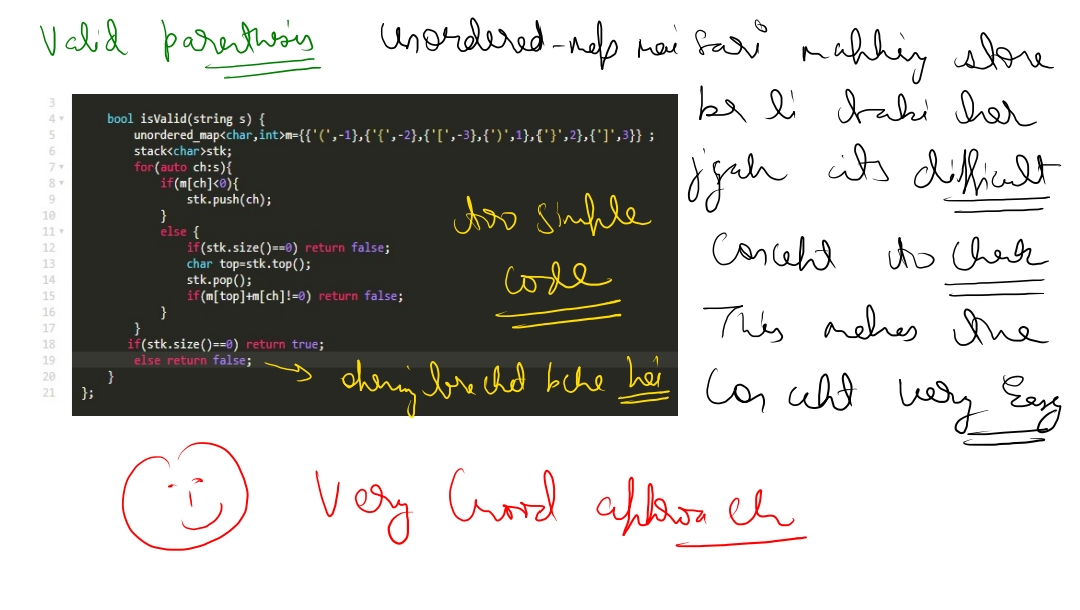 Valid parenthesis
unordered-map mai sari mapping store
kr li taki har
jgah its difficult
Concept to check
This makes the
Concept very Easy
3
4 bool isValid(string s) {
5 unordered_map<char,int>m={{'(',-1},{'{',-2},{'[',-3},{')',1},{'}',2},{']',3}} ;
6 stack<char>stk;
7 for(auto ch:s){
8 if(m[ch]<0){
9 stk.push(ch);
10 }
11 else {
12 if(stk.size()==0) return false;
13 char top=stk.top();
14 stk.pop();
15 if(m[top]+m[ch]!=0) return false;
16 }
17 }
18 if(stk.size()==0) return true;
19 else return false;
20 }
21 };
too simple
code
opening bracket bche hai
Very Good approach